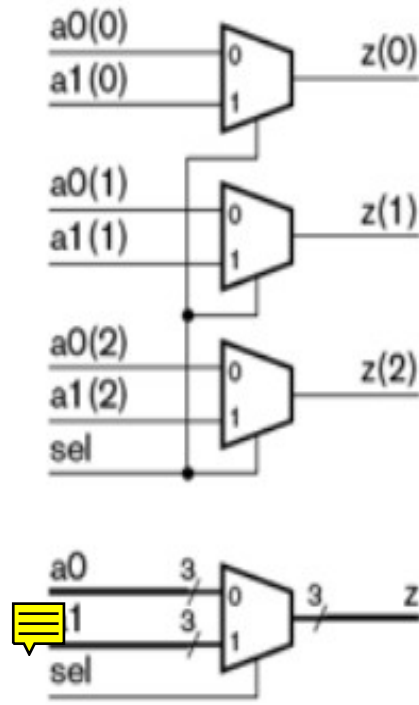 a0(0)
0
z(0)
a1(0)
1
a0(1)
0
z(1)
a1(1)
1
a0(2)
0
z(2)
a1(2)
1
sel
a0
3
0
3
z
1
3
1
sel